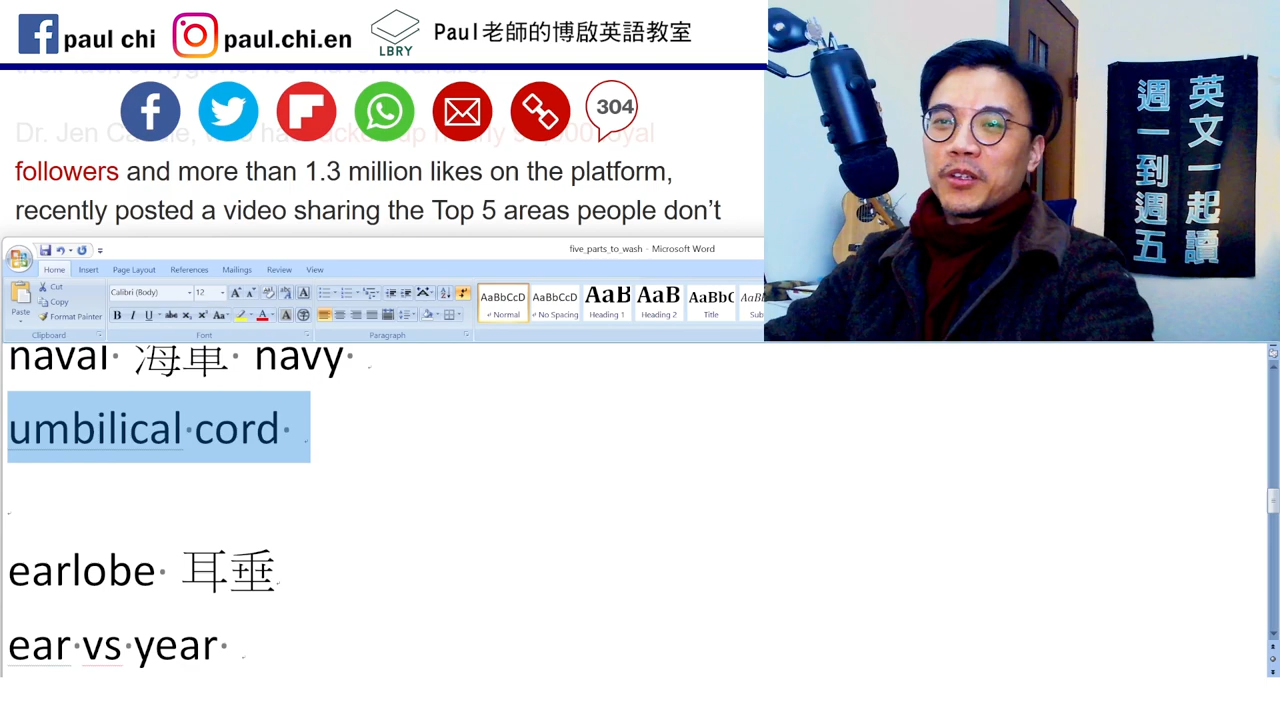 paul chi
paul.chi.en
LBRY
Paul老師的博啟英語教室
304
followers and more than 1.3 million likes on the platform,
recently posted a video sharing the Top 5 areas people don't
five_parts_to_wash - Microsoft Word
Home Insert Page Layout References Mailings Review View
Paste
Cut
Copy
Format Painter
Calibri (Body) 12
AaBbCcD AaBbCcD AaBbC AaBbC AaBbC
Normal No Spacing Heading 1 Heading 2 Title
Clipboard Font Paragraph
naval 海軍 navy
umbilical cord
earlobe 耳垂
ear vs year
英文一起讀
週一到週五